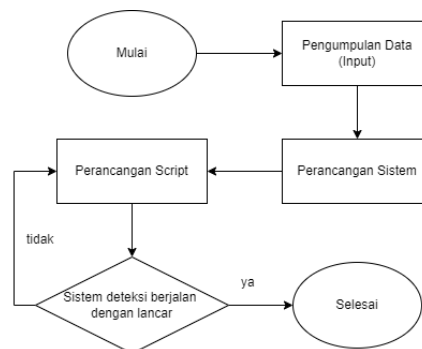 Mulai
Pengumpulan Data
(Input)
Perancangan Script
Perancangan Sistem
tidak
Sistem deteksi berjalan
dengan lancar
ya
Selesai